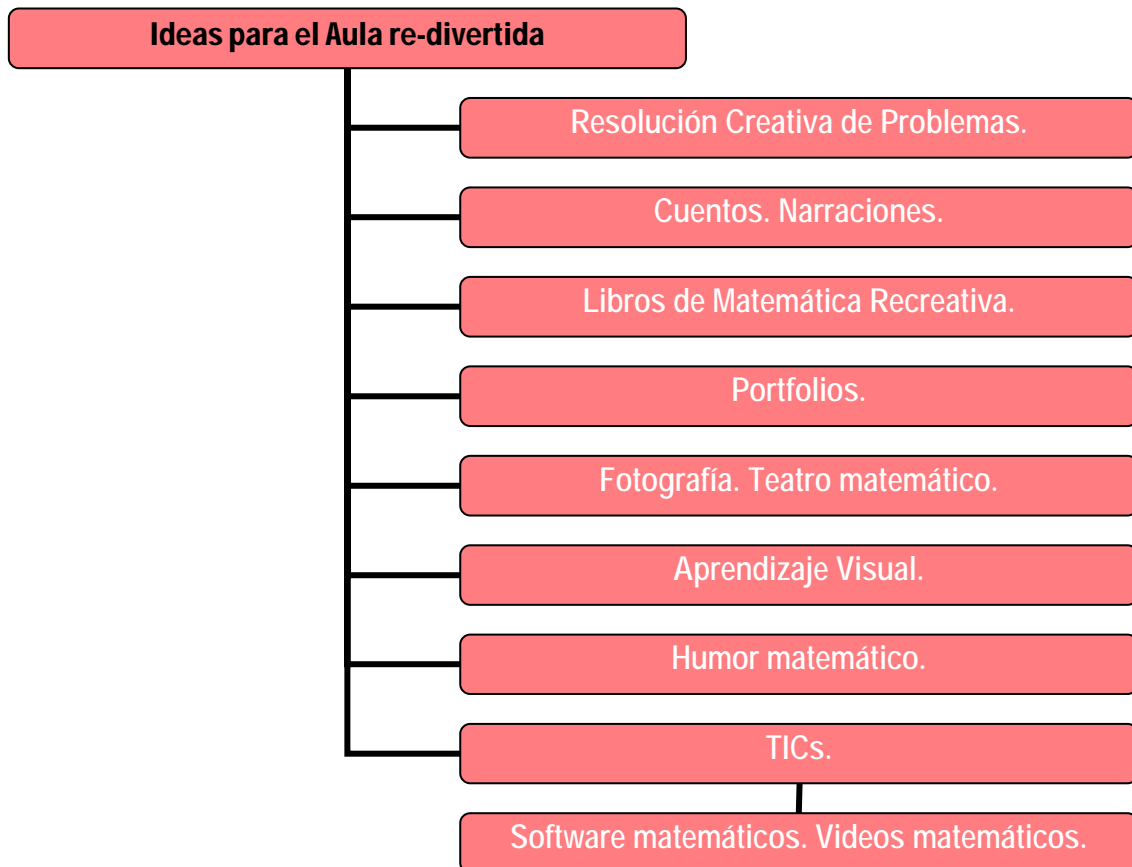 Ideas para el Aula re-divertida
Resolución Creativa de Problemas.
Cuentos. Narraciones.
Libros de Matemática Recreativa.
Portfolios.
Fotografía. Teatro matemático.
Aprendizaje Visual.
Humor matemático.
TICs.
Software matemáticos. Videos matemáticos.